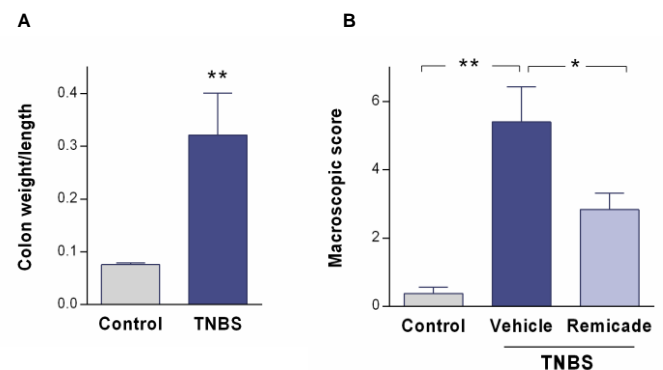 A
B
Colon weight/length
0.4
0.3
0.2
0.1
0.0
**
Control TNBS
Macroscopic score
6
4
2
0
** *
Control Vehicle Remicade
TNBS